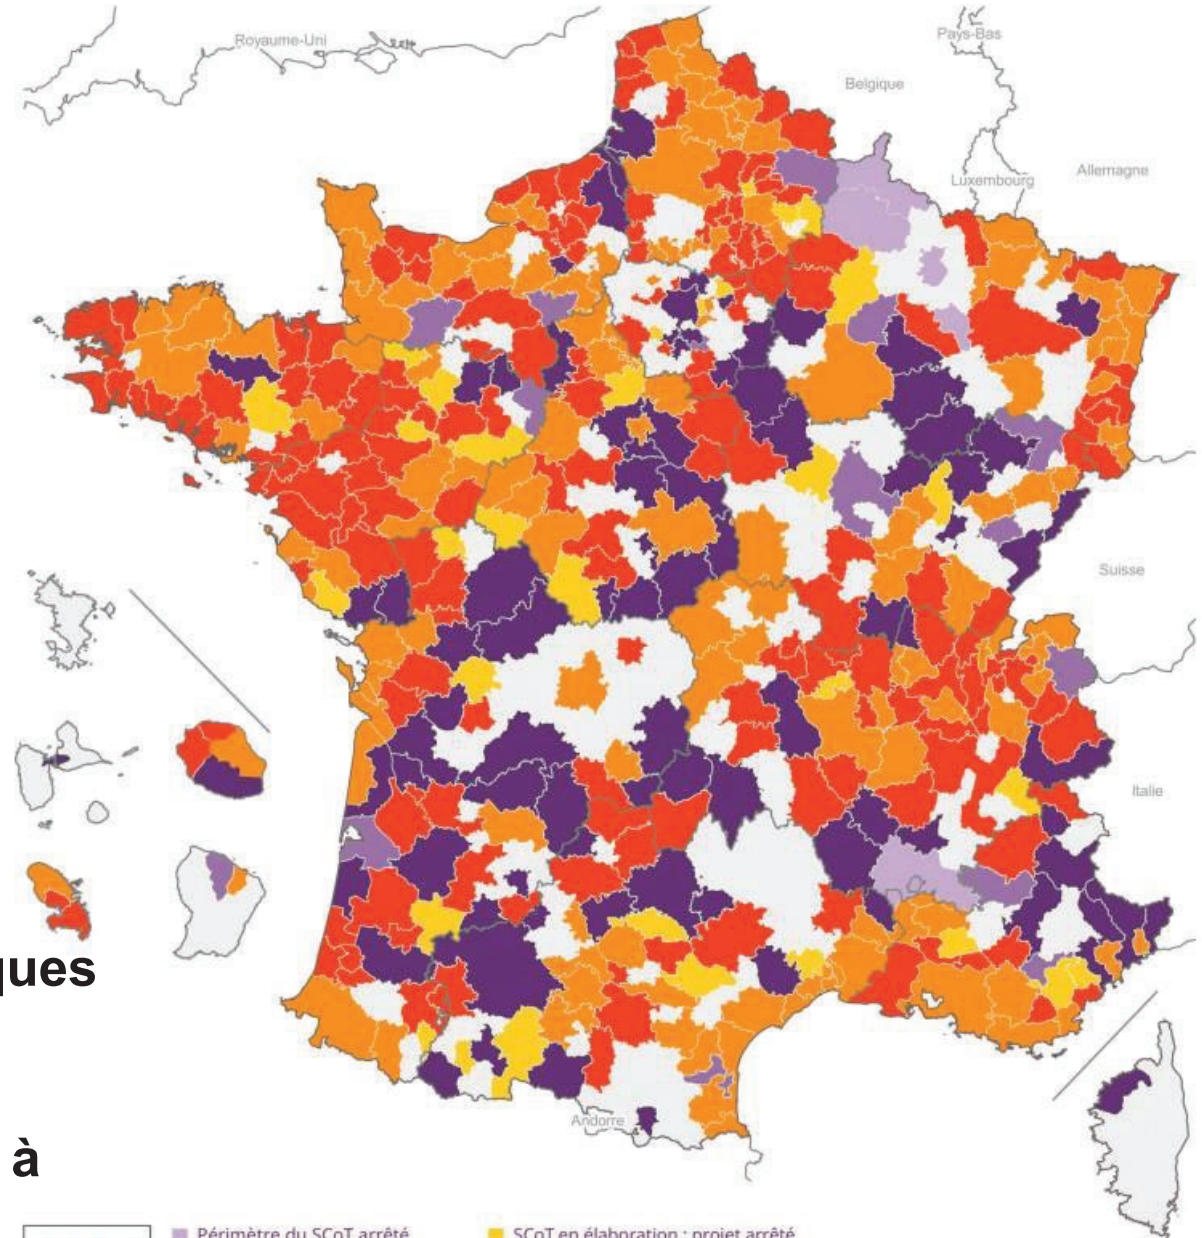 Royaume-Uni
Pays-Bas
Belgique
Luxembourg
Allemagne
Suisse
Italie
ques
Andorre
à
Périmètre du SCoT arrêté
SCoT en élaboration : projet arrêté